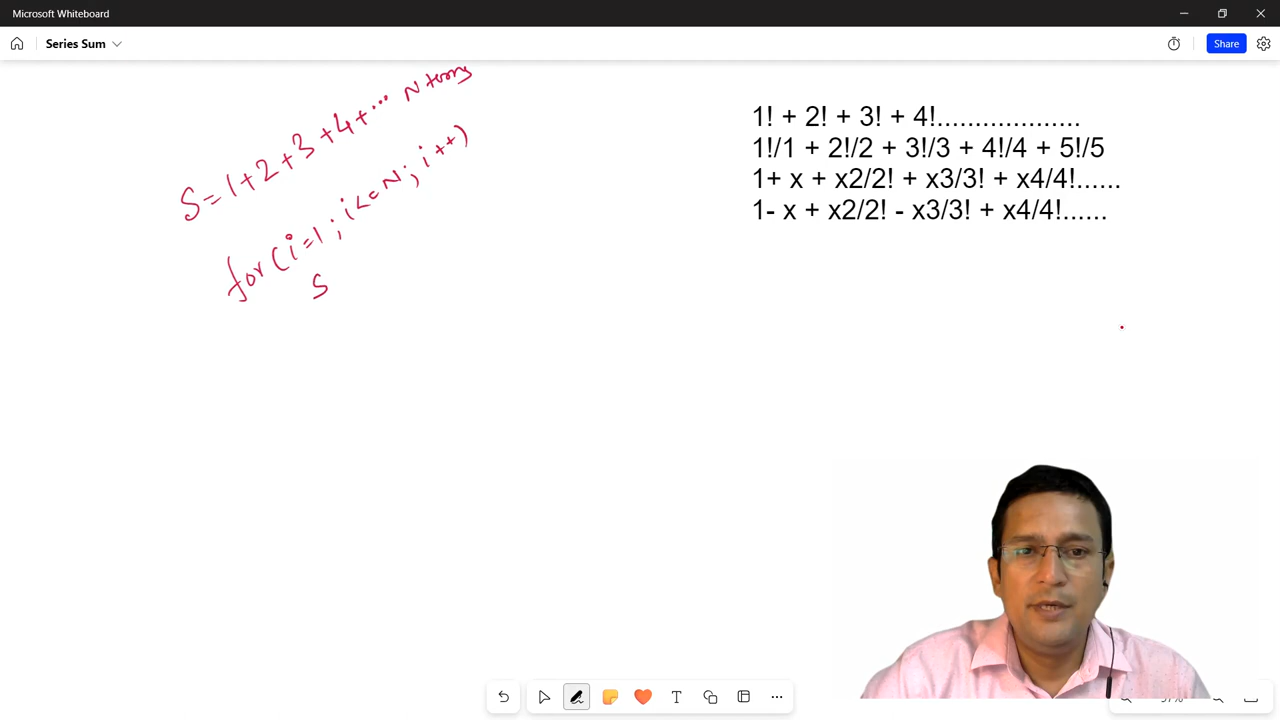 Microsoft Whiteboard
Series Sum
Share
S=1+2+3+4+... N terms
for(i=1; i<=N; i++)
S
1! + 2! + 3! + 4!...................
1!/1 + 2!/2 + 3!/3 + 4!/4 + 5!/5
1+ x + x2/2! + x3/3! + x4/4!......
1- x + x2/2! - x3/3! + x4/4!......